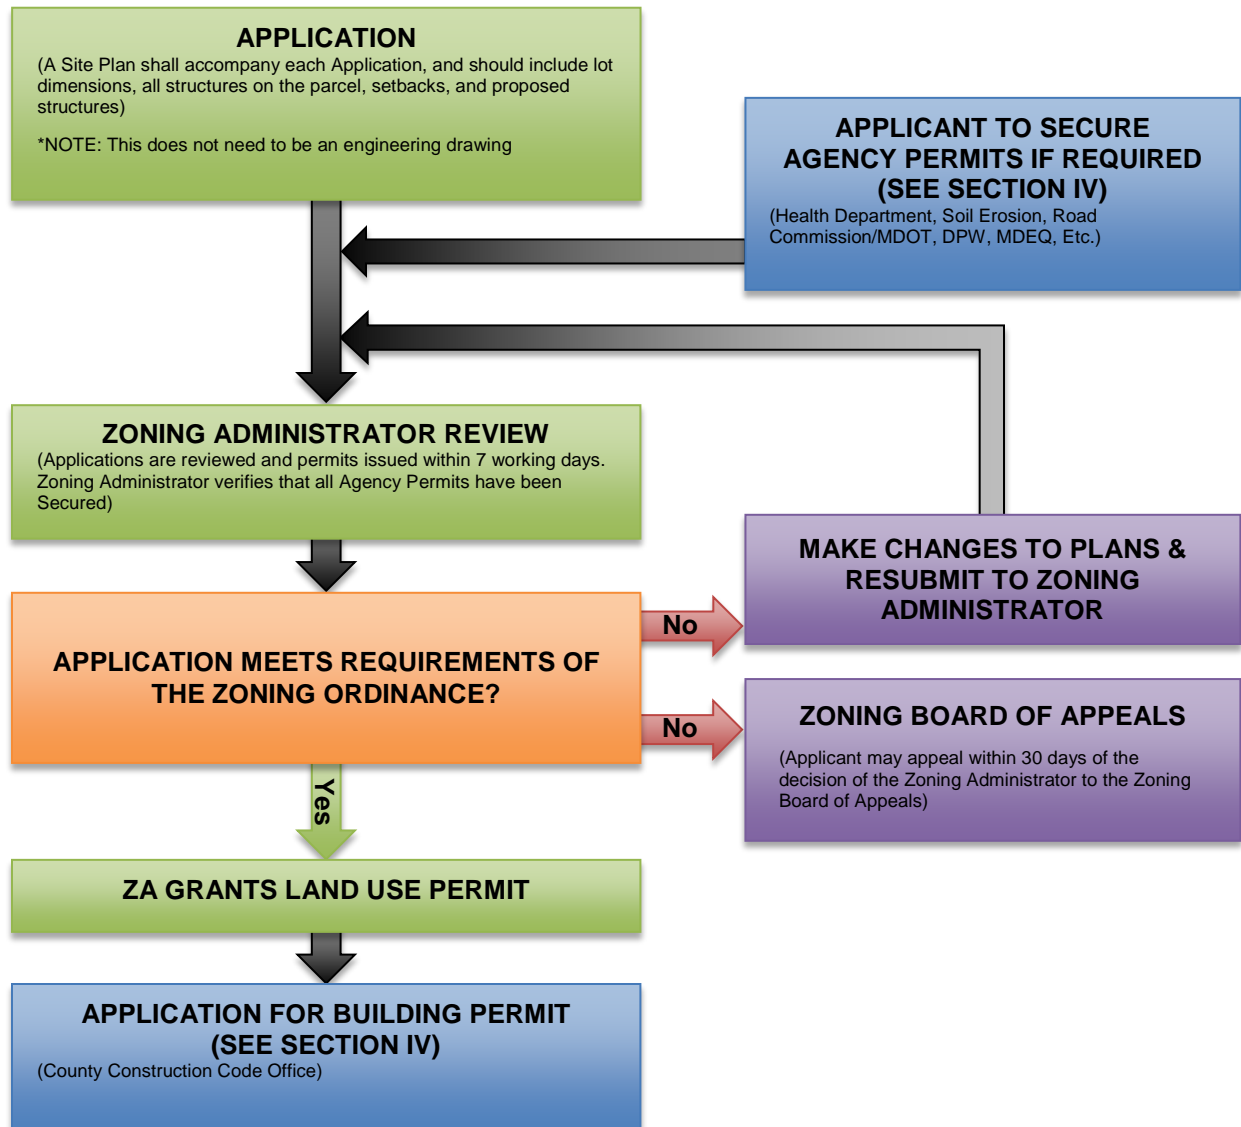 APPLICATION
(A Site Plan shall accompany each Application, and should include lot
dimensions, all structures on the parcel, setbacks, and proposed
structures)
*NOTE: This does not need to be an engineering drawing
APPLICANT TO SECURE
AGENCY PERMITS IF REQUIRED
(SEE SECTION IV)
(Health Department, Soil Erosion, Road
Commission/MDOT, DPW, MDEQ, Etc.)
ZONING ADMINISTRATOR REVIEW
(Applications are reviewed and permits issued within 7 working days.
Zoning Administrator verifies that all Agency Permits have been
Secured)
APPLICATION MEETS REQUIREMENTS OF
THE ZONING ORDINANCE?
No
MAKE CHANGES TO PLANS &
RESUBMIT TO ZONING
ADMINISTRATOR
No
ZONING BOARD OF APPEALS
(Applicant may appeal within 30 days of the
decision of the Zoning Administrator to the Zoning
Board of Appeals)
Yes
ZA GRANTS LAND USE PERMIT
APPLICATION FOR BUILDING PERMIT
(SEE SECTION IV)
(County Construction Code Office)